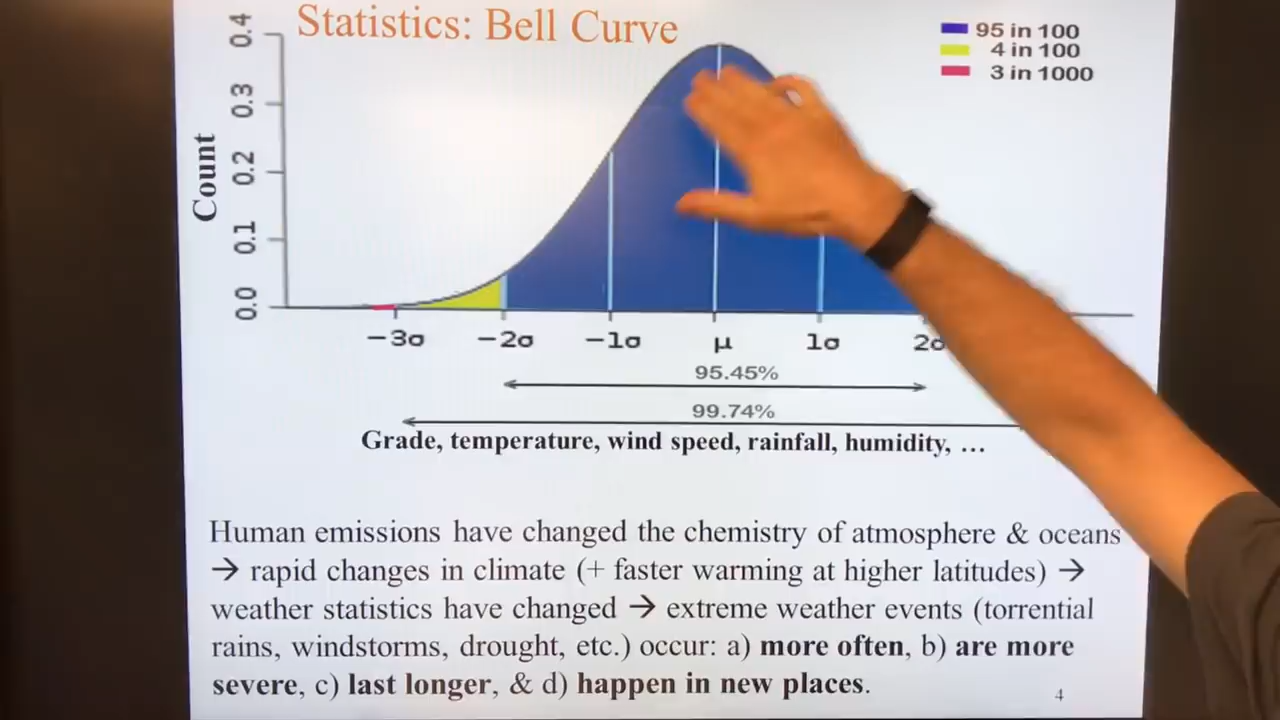 Statistics: Bell Curve
95 in 100
4 in 100
3 in 1000
Count
0.4
0.3
0.2
0.1
0.0
−3σ −2σ −1σ μ 1σ 2σ
95.45%
99.74%
Grade, temperature, wind speed, rainfall, humidity, …
Human emissions have changed the chemistry of atmosphere & oceans
→ rapid changes in climate (+ faster warming at higher latitudes) →
weather statistics have changed → extreme weather events (torrential
rains, windstorms, drought, etc.) occur: a) more often, b) are more
severe, c) last longer, & d) happen in new places.
4